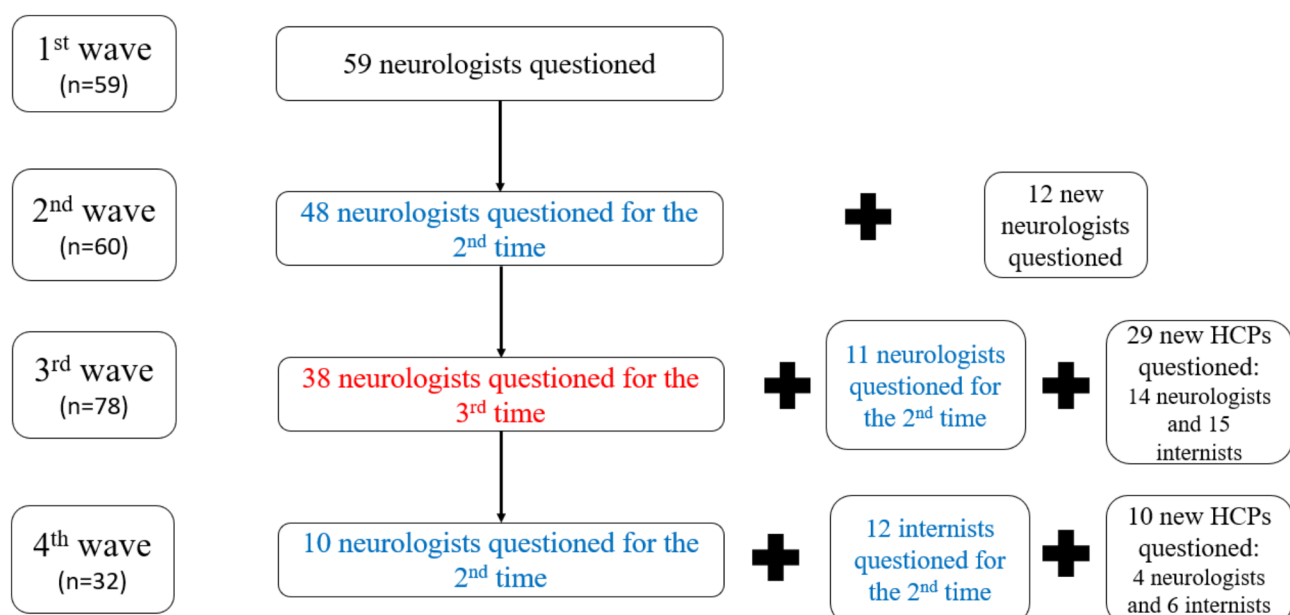 1st wave
(n=59)
59 neurologists questioned
2nd wave
(n=60)
48 neurologists questioned for the
2nd time
12 new
neurologists
questioned
3rd wave
(n=78)
38 neurologists questioned for the
3rd time
11 neurologists
questioned for
the 2nd time
29 new HCPs
questioned:
14 neurologists
and 15
internists
4th wave
(n=32)
10 neurologists questioned for the
2nd time
12 internists
questioned for
the 2nd time
10 new HCPs
questioned:
4 neurologists
and 6 internists